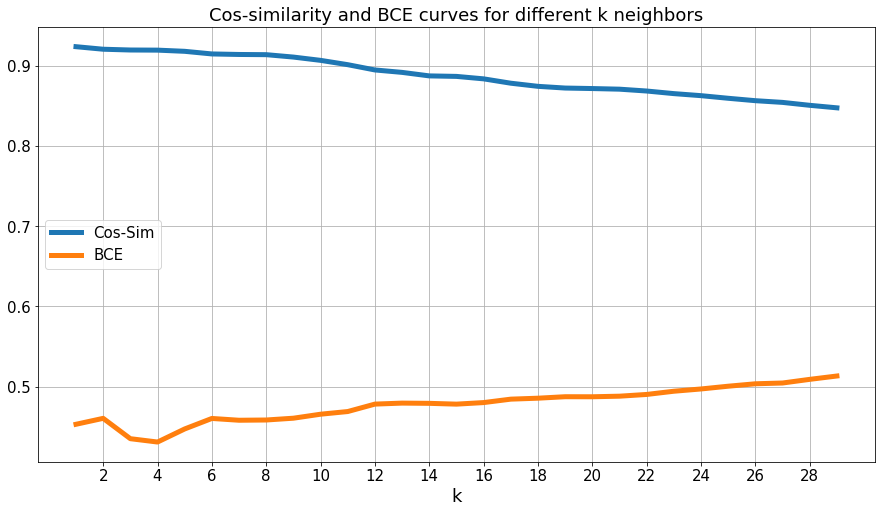 Cos-similarity and BCE curves for different k neighbors
0.9
0.8
0.7
Cos-Sim
BCE
0.6
0.5
2 4 6 8 10 12 14 16 18 20 22 24 26 28
k